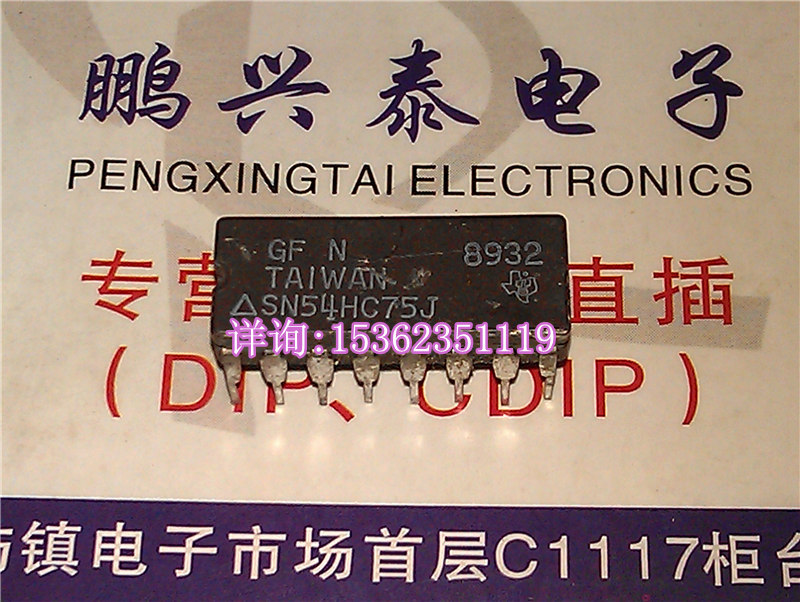 鹏兴泰电子
PENGXINGTAI ELECTRONICS
专营 直插
GF N 8932
TAIWAN
△SN54HC75J
详询:15362351119
(DIP、CDIP)
镇电子市场首层C1117柜台